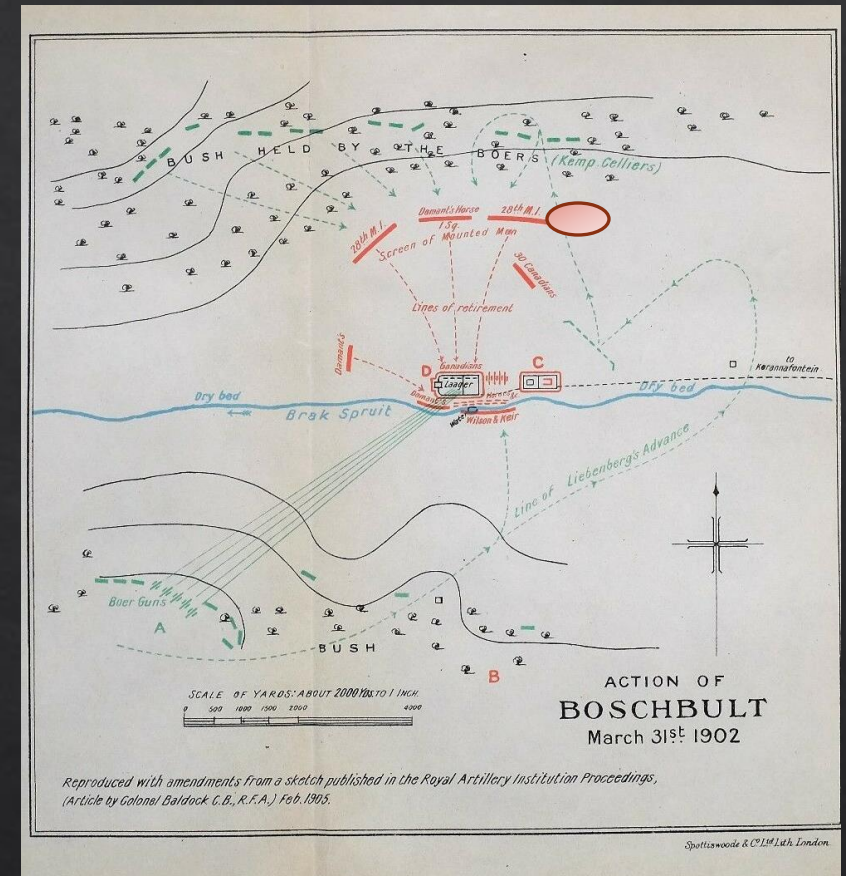 BUSH HELD BY THE BOERS (Kemp. Celliers)
28th M.I.
Damant's Horse
1 Sq.
28th M.I.
Screen of Mounted Men
30 Canadians
Lines of retirement
Damant's
D
Canadians
C
Laager
to
Korannafontein
Dry bed
Brak Spruit
Damant's
Wilson & Keir
Dry bed
Line of Liebenberg's Advance
Boer Guns
A
BUSH
B
SCALE OF YARDS: ABOUT 2000 YDS. TO 1 INCH.
0 500 1000 1500 2000 4000
ACTION OF
BOSCHBULT
March 31st. 1902
Reproduced with amendments from a sketch published in the Royal Artillery Institution Proceedings,
(Article by Colonel Baldock C.B., R.F.A.) Feb. 1905.
Spottiswoode & Co. Ltd. Lith. London